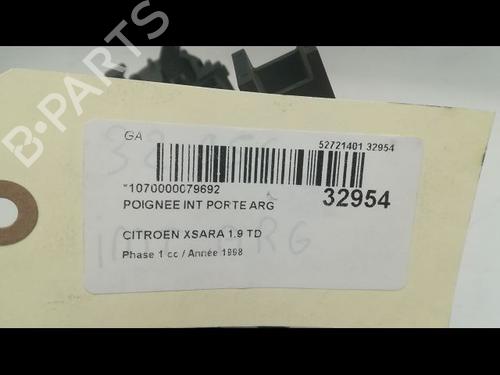 B-PARTS
GA
52721401 32954
*1070000079692
32954
POIGNEE INT PORTE ARG
CITROEN XSARA 1.9 TD
Phase 1 cc / Année 1998